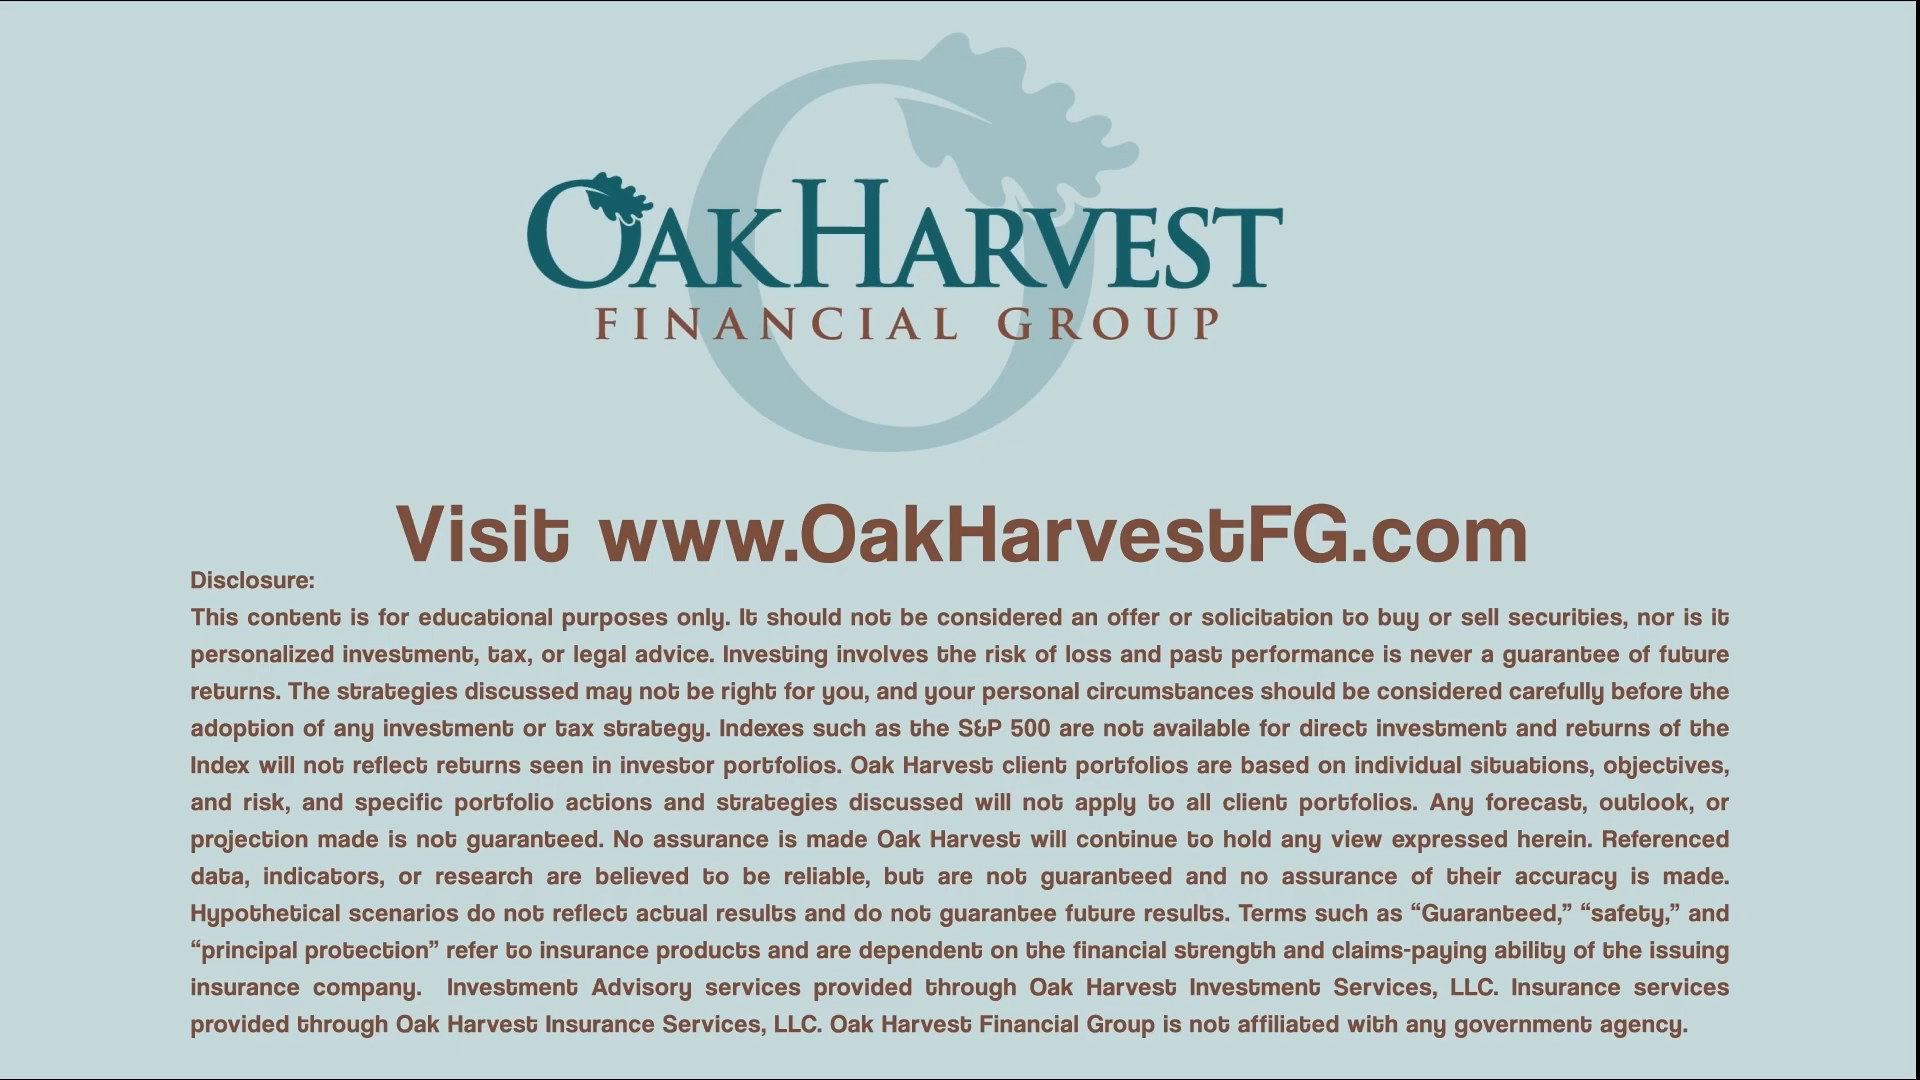 OAKHARVEST
FINANCIAL GROUP
Visit www.OakHarvestFG.com
Disclosure:
This content is for educational purposes only. It should not be considered an offer or solicitation to buy or sell securities, nor is it
personalized investment, tax, or legal advice. Investing involves the risk of loss and past performance is never a guarantee of future
returns. The strategies discussed may not be right for you, and your personal circumstances should be considered carefully before the
adoption of any investment or tax strategy. Indexes such as the S&P 500 are not available for direct investment and returns of the
Index will not reflect returns seen in investor portfolios. Oak Harvest client portfolios are based on individual situations, objectives,
and risk, and specific portfolio actions and strategies discussed will not apply to all client portfolios. Any forecast, outlook, or
projection made is not guaranteed. No assurance is made Oak Harvest will continue to hold any view expressed herein. Referenced
data, indicators, or research are believed to be reliable, but are not guaranteed and no assurance of their accuracy is made.
Hypothetical scenarios do not reflect actual results and do not guarantee future results. Terms such as “Guaranteed,” “safety,” and
“principal protection” refer to insurance products and are dependent on the financial strength and claims-paying ability of the issuing
insurance company.  Investment Advisory services provided through Oak Harvest Investment Services, LLC. Insurance services
provided through Oak Harvest Insurance Services, LLC. Oak Harvest Financial Group is not affiliated with any government agency.